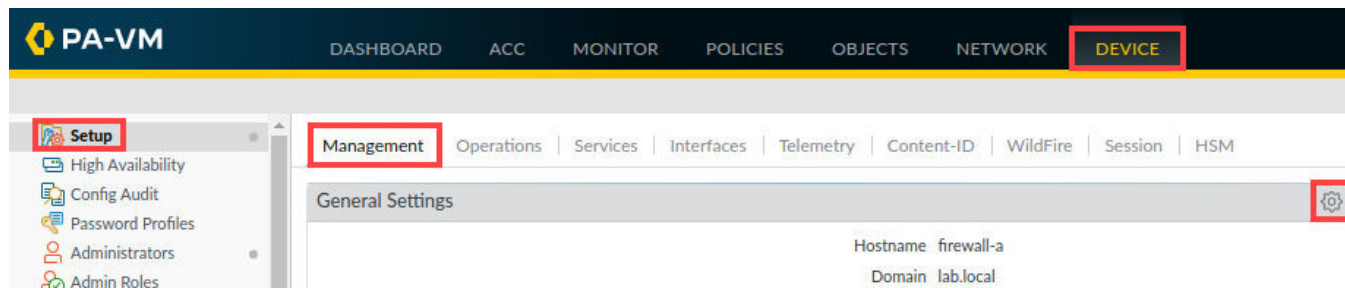 PA-VM DASHBOARD ACC MONITOR POLICIES OBJECTS NETWORK DEVICE
Setup
High Availability
Config Audit
Password Profiles
Administrators
Admin Roles
Management Operations Services Interfaces Telemetry Content-ID WildFire Session HSM
General Settings
Hostname firewall-a
Domain lab.local